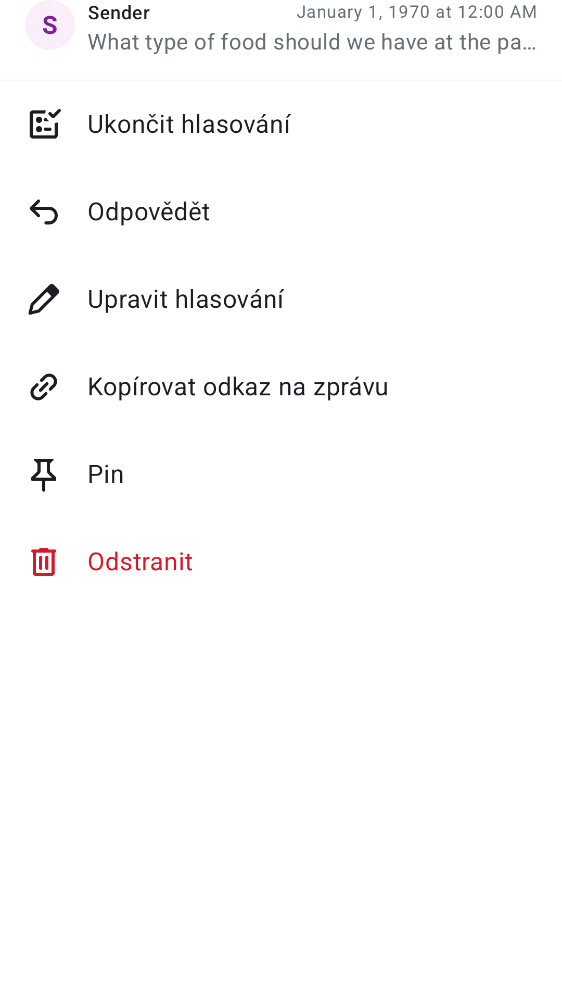 S
Sender
January 1, 1970 at 12:00 AM
What type of food should we have at the pa…
Ukončit hlasování
Odpovědět
Upravit hlasování
Kopírovat odkaz na zprávu
Pin
Odstranit